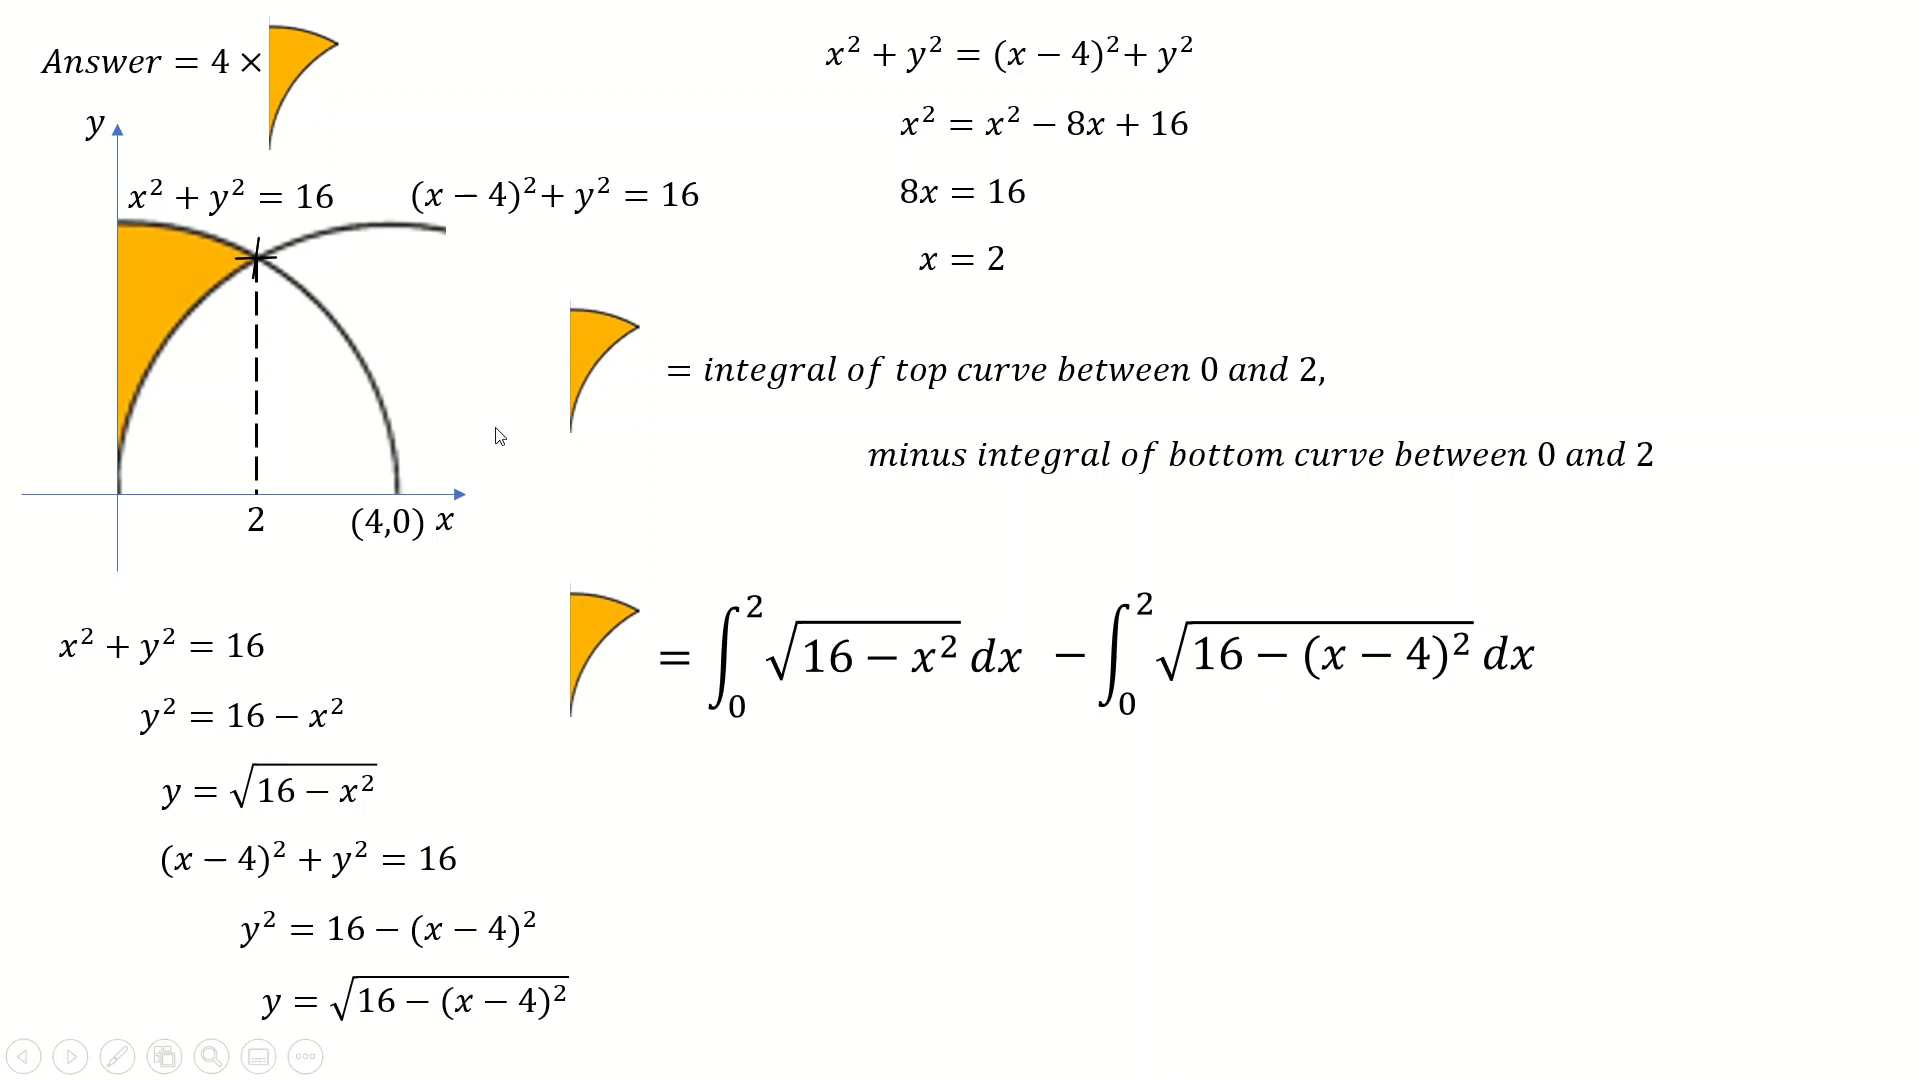 Answer = 4 ×
y
x² + y² = 16
(x − 4)² + y² = 16
2
(4,0)
x
x² + y² = 16
y² = 16 − x²
y = √(16 − x²)
(x − 4)² + y² = 16
y² = 16 − (x − 4)²
y = √(16 − (x − 4)²)
x² + y² = (x − 4)² + y²
x² = x² − 8x + 16
8x = 16
x = 2
= integral of top curve between 0 and 2,
minus integral of bottom curve between 0 and 2
= ∫₀² √(16 − x²) dx − ∫₀² √(16 − (x − 4)²) dx